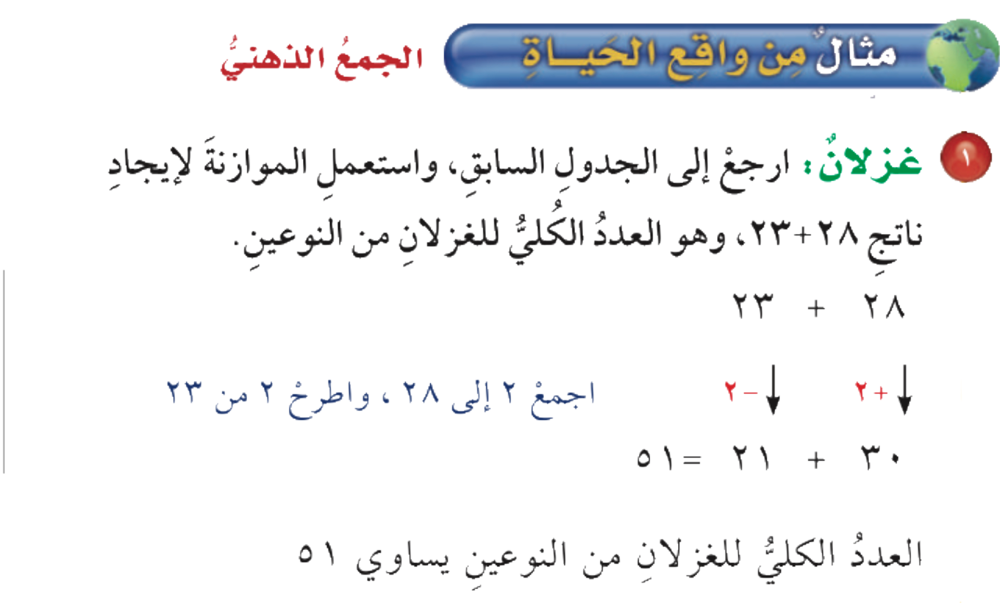 مثالٌ مِن واقِع الحَيـاةِ الجمعُ الذهنيُّ
١ غزلانٌ: ارجعْ إلى الجدولِ السابقِ، واستعملِ الموازنةَ لإيجادِ
ناتجِ ٢٨+٢٣، وهو العددُ الكُليُّ للغزلانِ من النوعينِ.
٢٨ + ٢٣
+٢ −٢ اجمعْ ٢ إلى ٢٨ ، واطرحْ ٢ من ٢٣
٣٠ + ٢١ = ٥١
العددُ الكليُّ للغزلانِ من النوعينِ يساوي ٥١